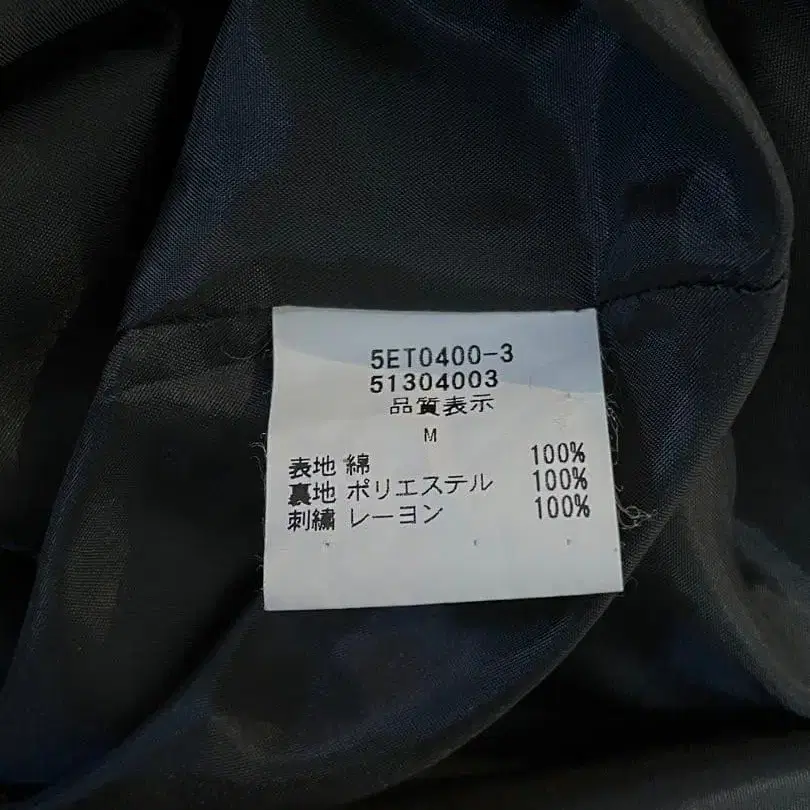 5ET0400-3
51304003
品質表示
M
表地 綿 100%
裏地 ポリエステル 100%
刺繍 レーヨン 100%